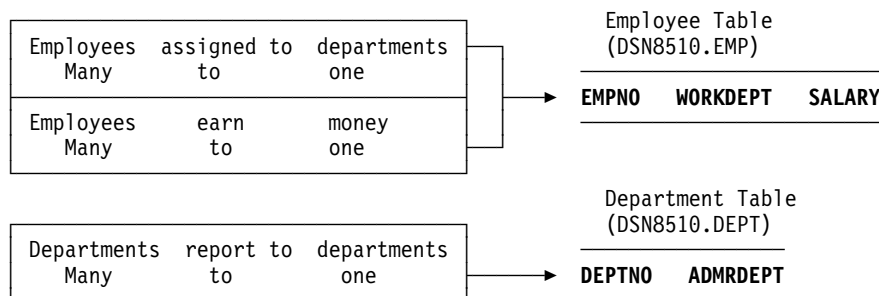 Employees assigned to departments
Many to one
Employees earn money
Many to one
Employee Table
(DSN8510.EMP)
EMPNO WORKDEPT SALARY
Departments report to departments
Many to one
Department Table
(DSN8510.DEPT)
DEPTNO ADMRDEPT